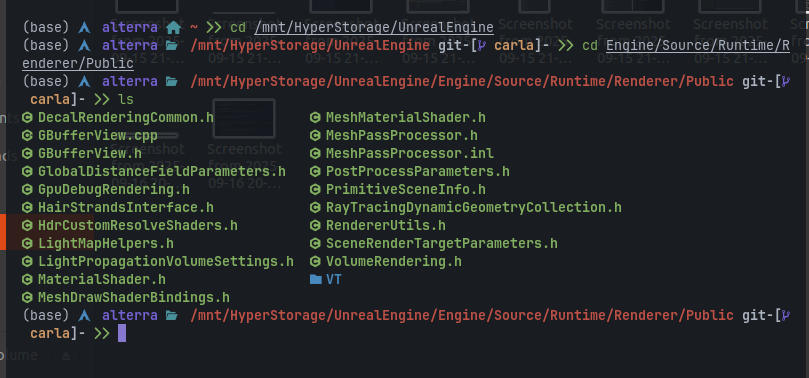 (base) alterra ~ >> cd /mnt/HyperStorage/UnrealEngine
(base) alterra /mnt/HyperStorage/UnrealEngine git-[ carla]- >> cd Engine/Source/Runtime/R
enderer/Public
(base) alterra /mnt/HyperStorage/UnrealEngine/Engine/Source/Runtime/Renderer/Public git-[
carla]- >> ls
DecalRenderingCommon.h MeshMaterialShader.h
GBufferView.cpp MeshPassProcessor.h
GBufferView.h MeshPassProcessor.inl
GlobalDistanceFieldParameters.h PostProcessParameters.h
GpuDebugRendering.h PrimitiveSceneInfo.h
HairStrandsInterface.h RayTracingDynamicGeometryCollection.h
HdrCustomResolveShaders.h RendererUtils.h
LightMapHelpers.h SceneRenderTargetParameters.h
LightPropagationVolumeSettings.h VolumeRendering.h
MaterialShader.h VT
MeshDrawShaderBindings.h
(base) alterra /mnt/HyperStorage/UnrealEngine/Engine/Source/Runtime/Renderer/Public git-[
carla]- >>